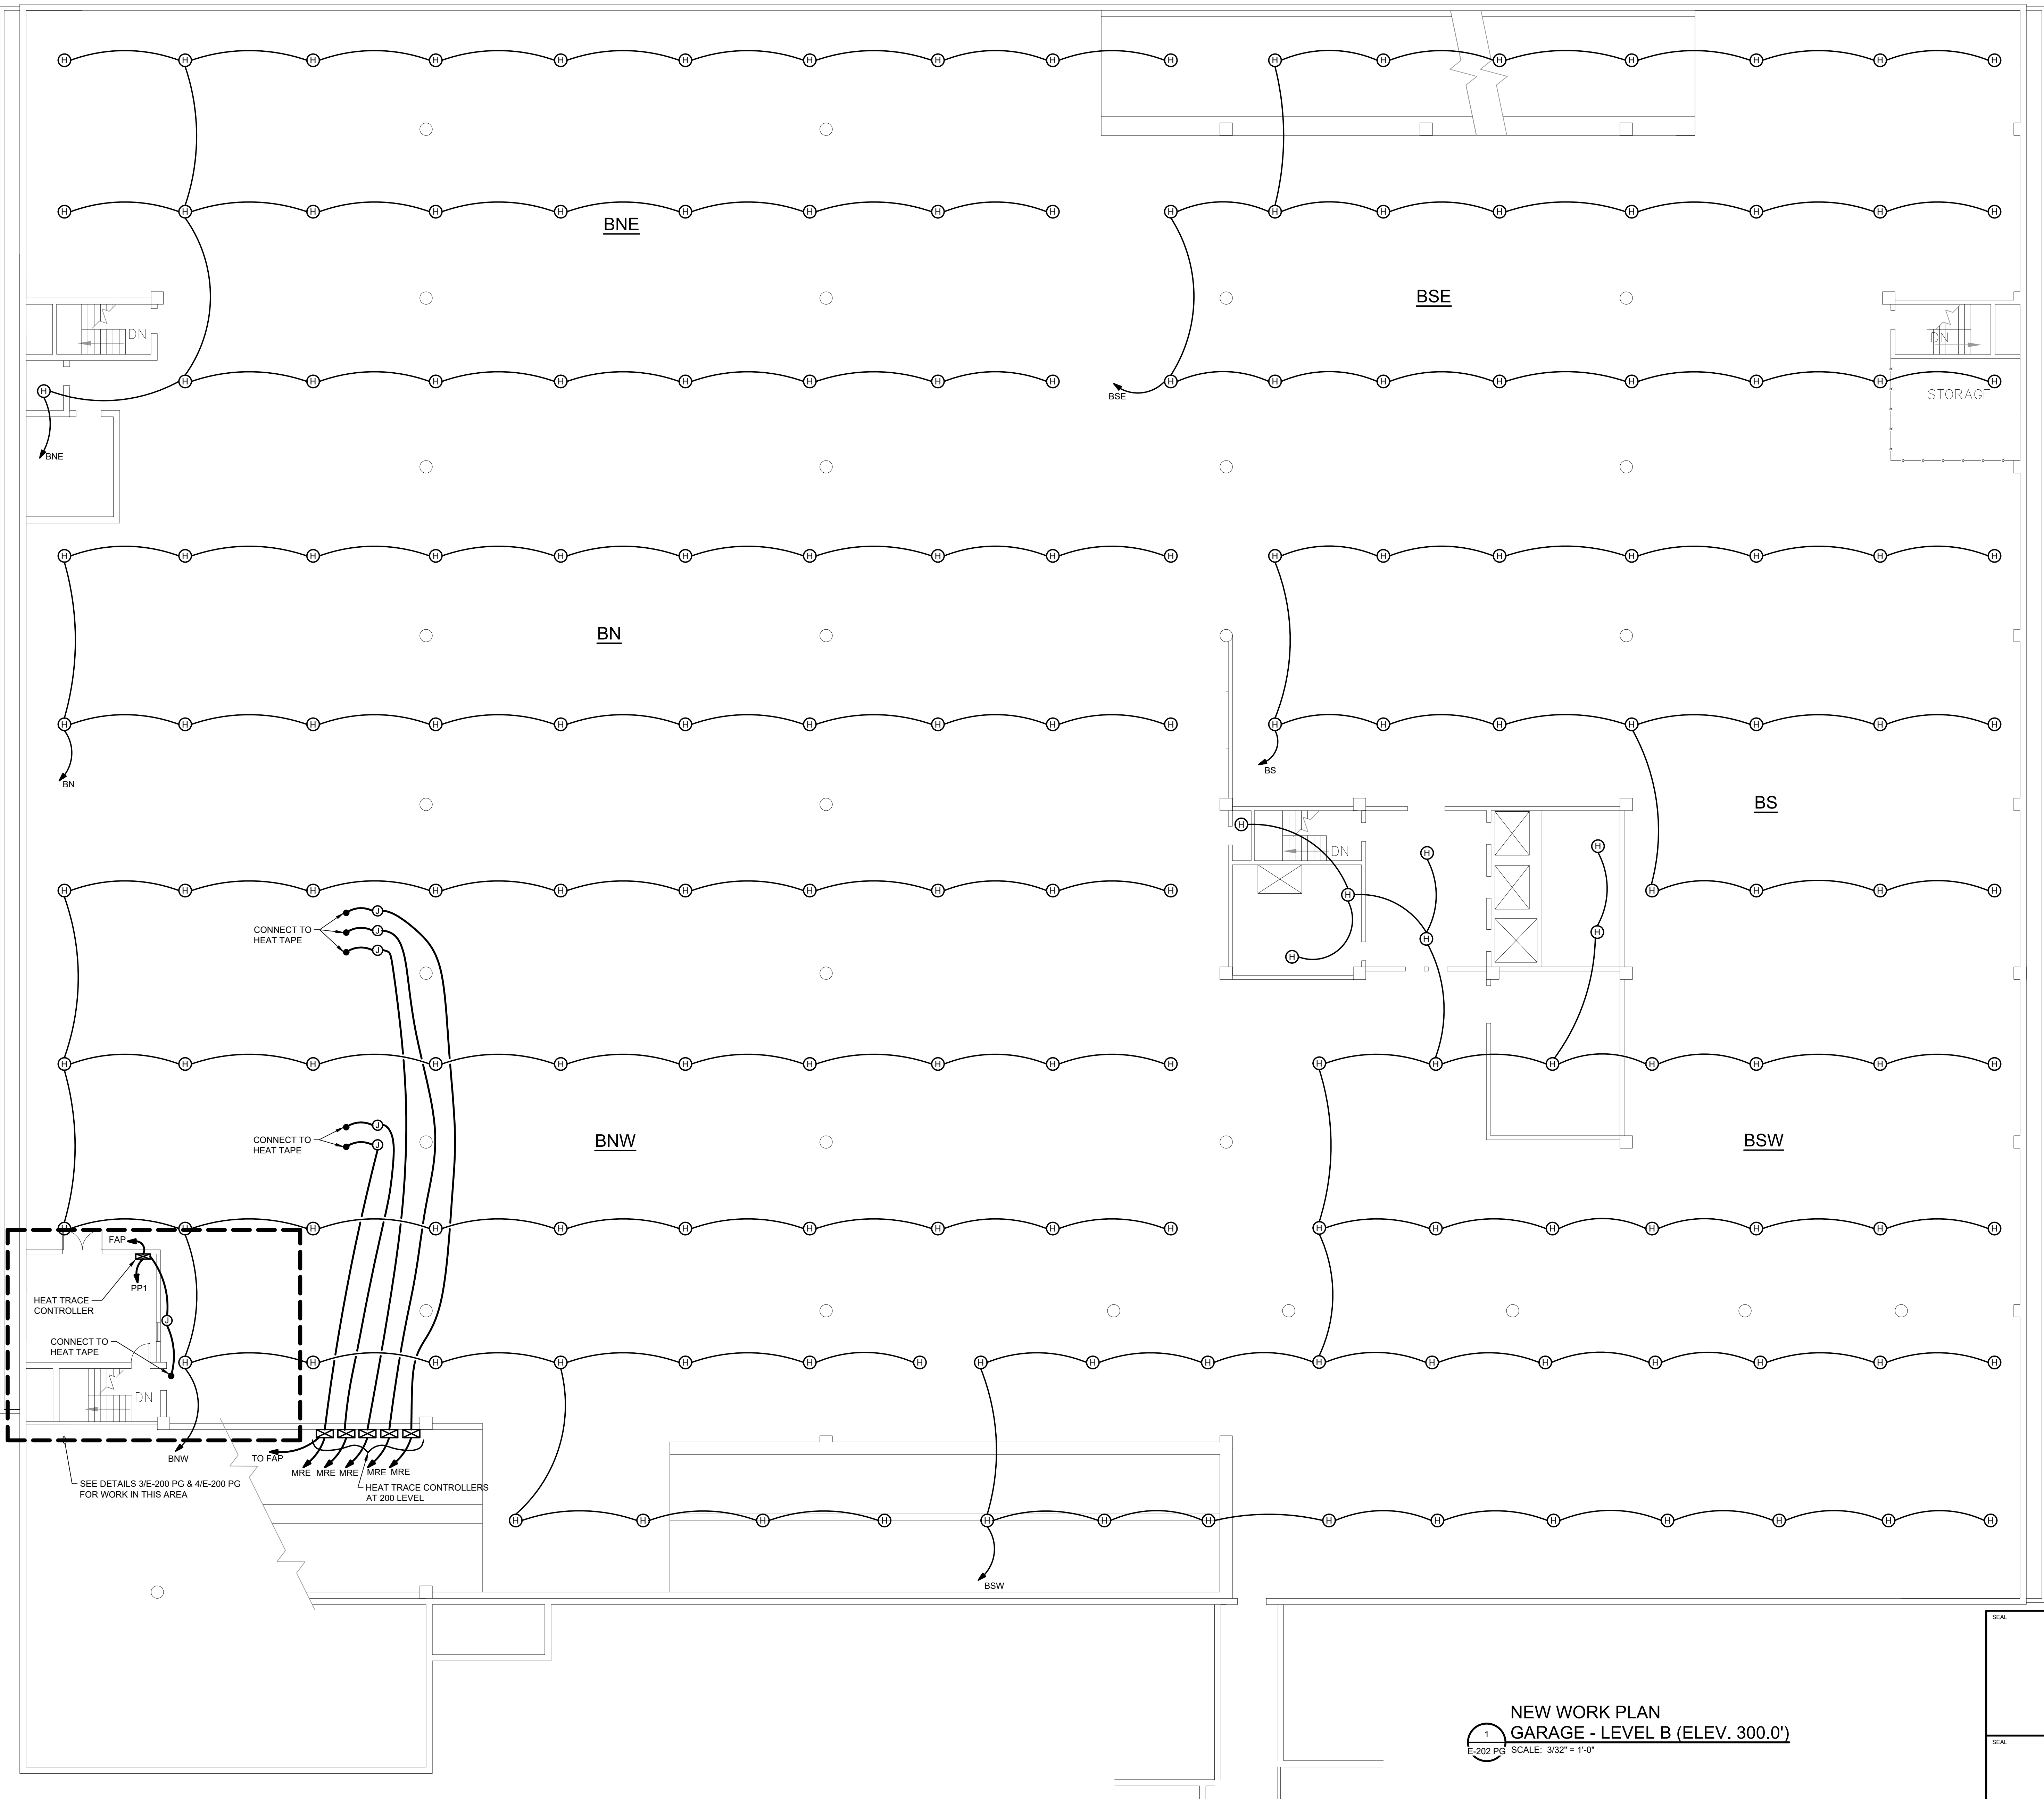 H H H H H H H H H H H H H H H H H
H H H H H H H H H H H H H H H H H
BNE
BSE
DN
DN
H H H H H H H H H H H H H H H H
H
BSE
STORAGE
BNE
H H H H H H H H H H H H H H H H H
BN
H H H H H H H H H H H H H H H H H
BS
BN
BS
H
H
H
DN
H H H H H H H H H H H H H H
H
J
CONNECT TO
HEAT TAPE
J
H
H
J
H
H H H H H H H H H H H H H H H H H
J
CONNECT TO
HEAT TAPE
J
BNW
BSW
H H H H H H H H H H H H H H H H H
FAP
PP1
HEAT TRACE
CONTROLLER
J
CONNECT TO
HEAT TAPE
H H H H H H H H H H H H H H H H H
DN
BNW
TO FAP
MRE MRE MRE MRE MRE
SEE DETAILS 3/E-200 PG & 4/E-200 PG
FOR WORK IN THIS AREA
HEAT TRACE CONTROLLERS
AT 200 LEVEL
H H H H H H H H H H H H H H
BSW
SEAL
NEW WORK PLAN
1
GARAGE - LEVEL B (ELEV. 300.0')
E-202 PG
SCALE: 3/32" = 1'-0"
SEAL